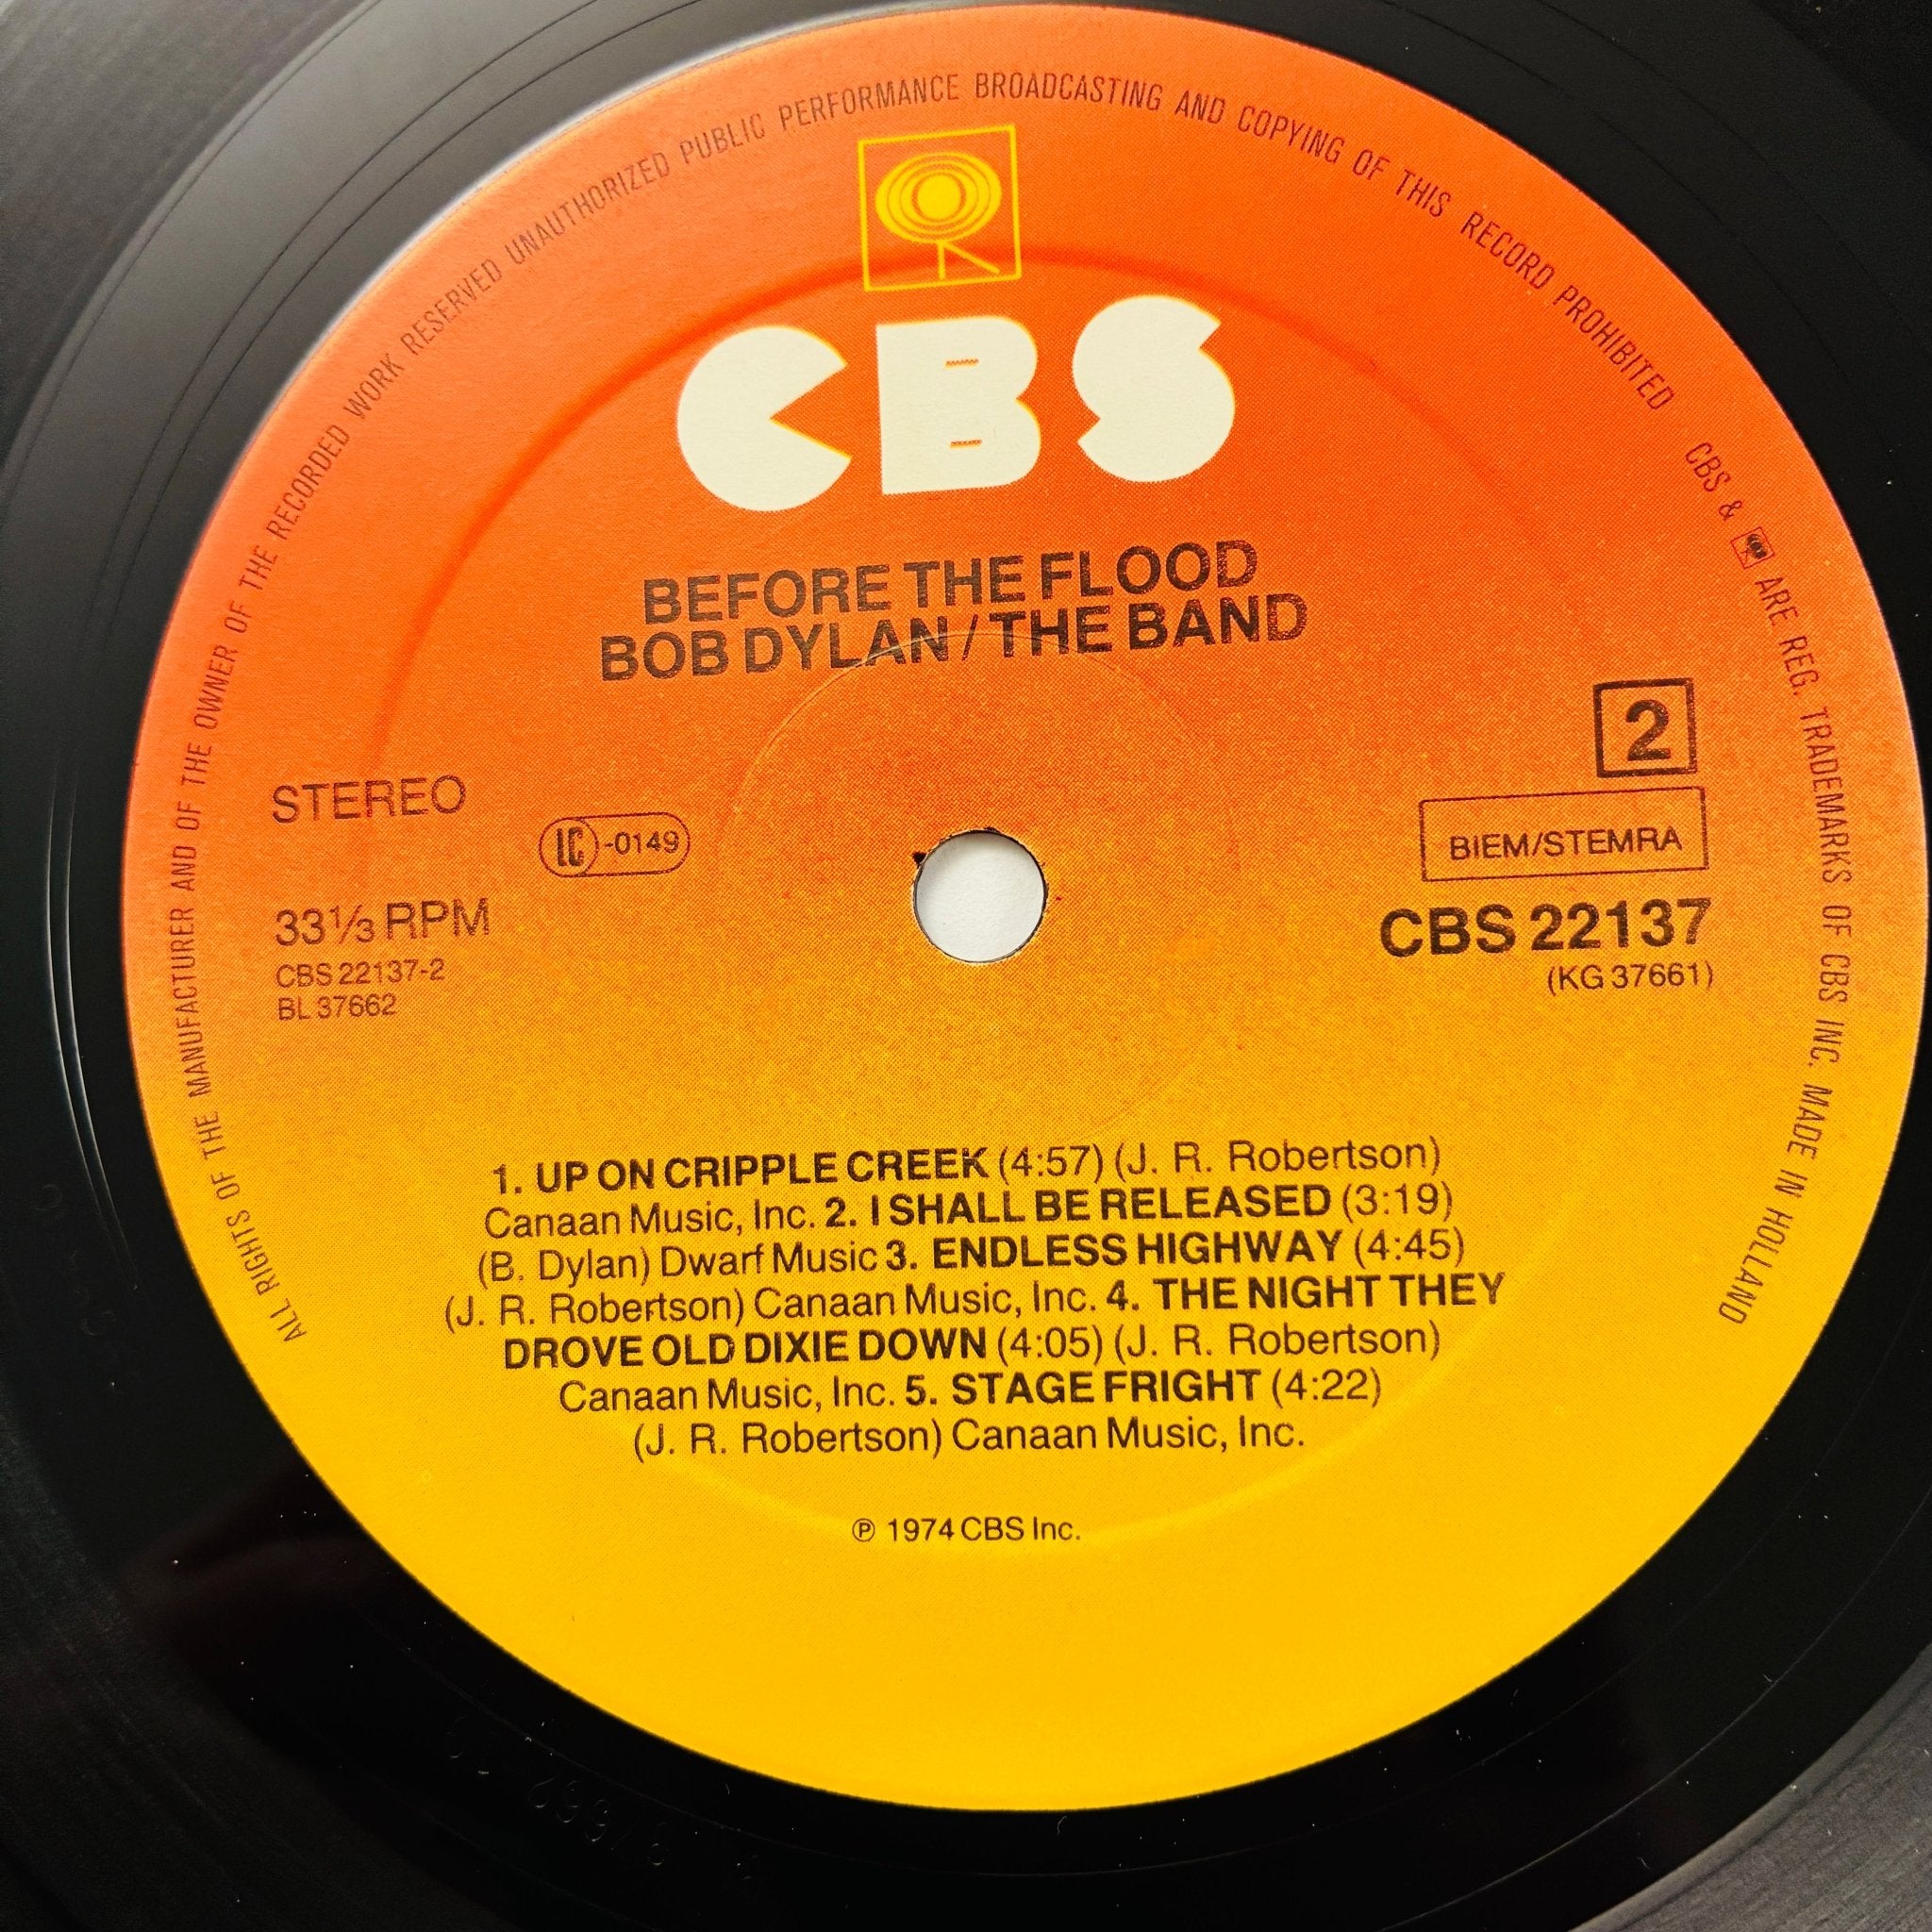 ALL RIGHTS OF THE MANUFACTURER AND OF THE OWNER OF THE RECORDED WORK RESERVED UNAUTHORIZED PUBLIC PERFORMANCE BROADCASTING AND COPYING OF THIS RECORD PROHIBITED CBS & ARE REG. TRADEMARKS OF CBS INC. MADE IN HOLLAND
CBS
BEFORE THE FLOOD
BOB DYLAN / THE BAND
2
STEREO
LC-0149
BIEM/STEMRA
33⅓ RPM
CBS 22137
CBS 22137-2
(KG 37661)
BL 37662
1. UP ON CRIPPLE CREEK (4:57) (J. R. Robertson)
Canaan Music, Inc. 2. I SHALL BE RELEASED (3:19)
(B. Dylan) Dwarf Music 3. ENDLESS HIGHWAY (4:45)
(J. R. Robertson) Canaan Music, Inc. 4. THE NIGHT THEY
DROVE OLD DIXIE DOWN (4:05) (J. R. Robertson)
Canaan Music, Inc. 5. STAGE FRIGHT (4:22)
(J. R. Robertson) Canaan Music, Inc.
℗ 1974 CBS Inc.